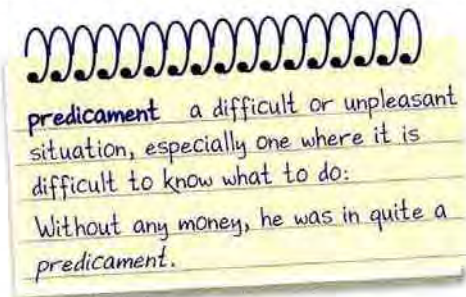 predicament a difficult or unpleasant
situation, especially one where it is
difficult to know what to do:
Without any money, he was in quite a
predicament.